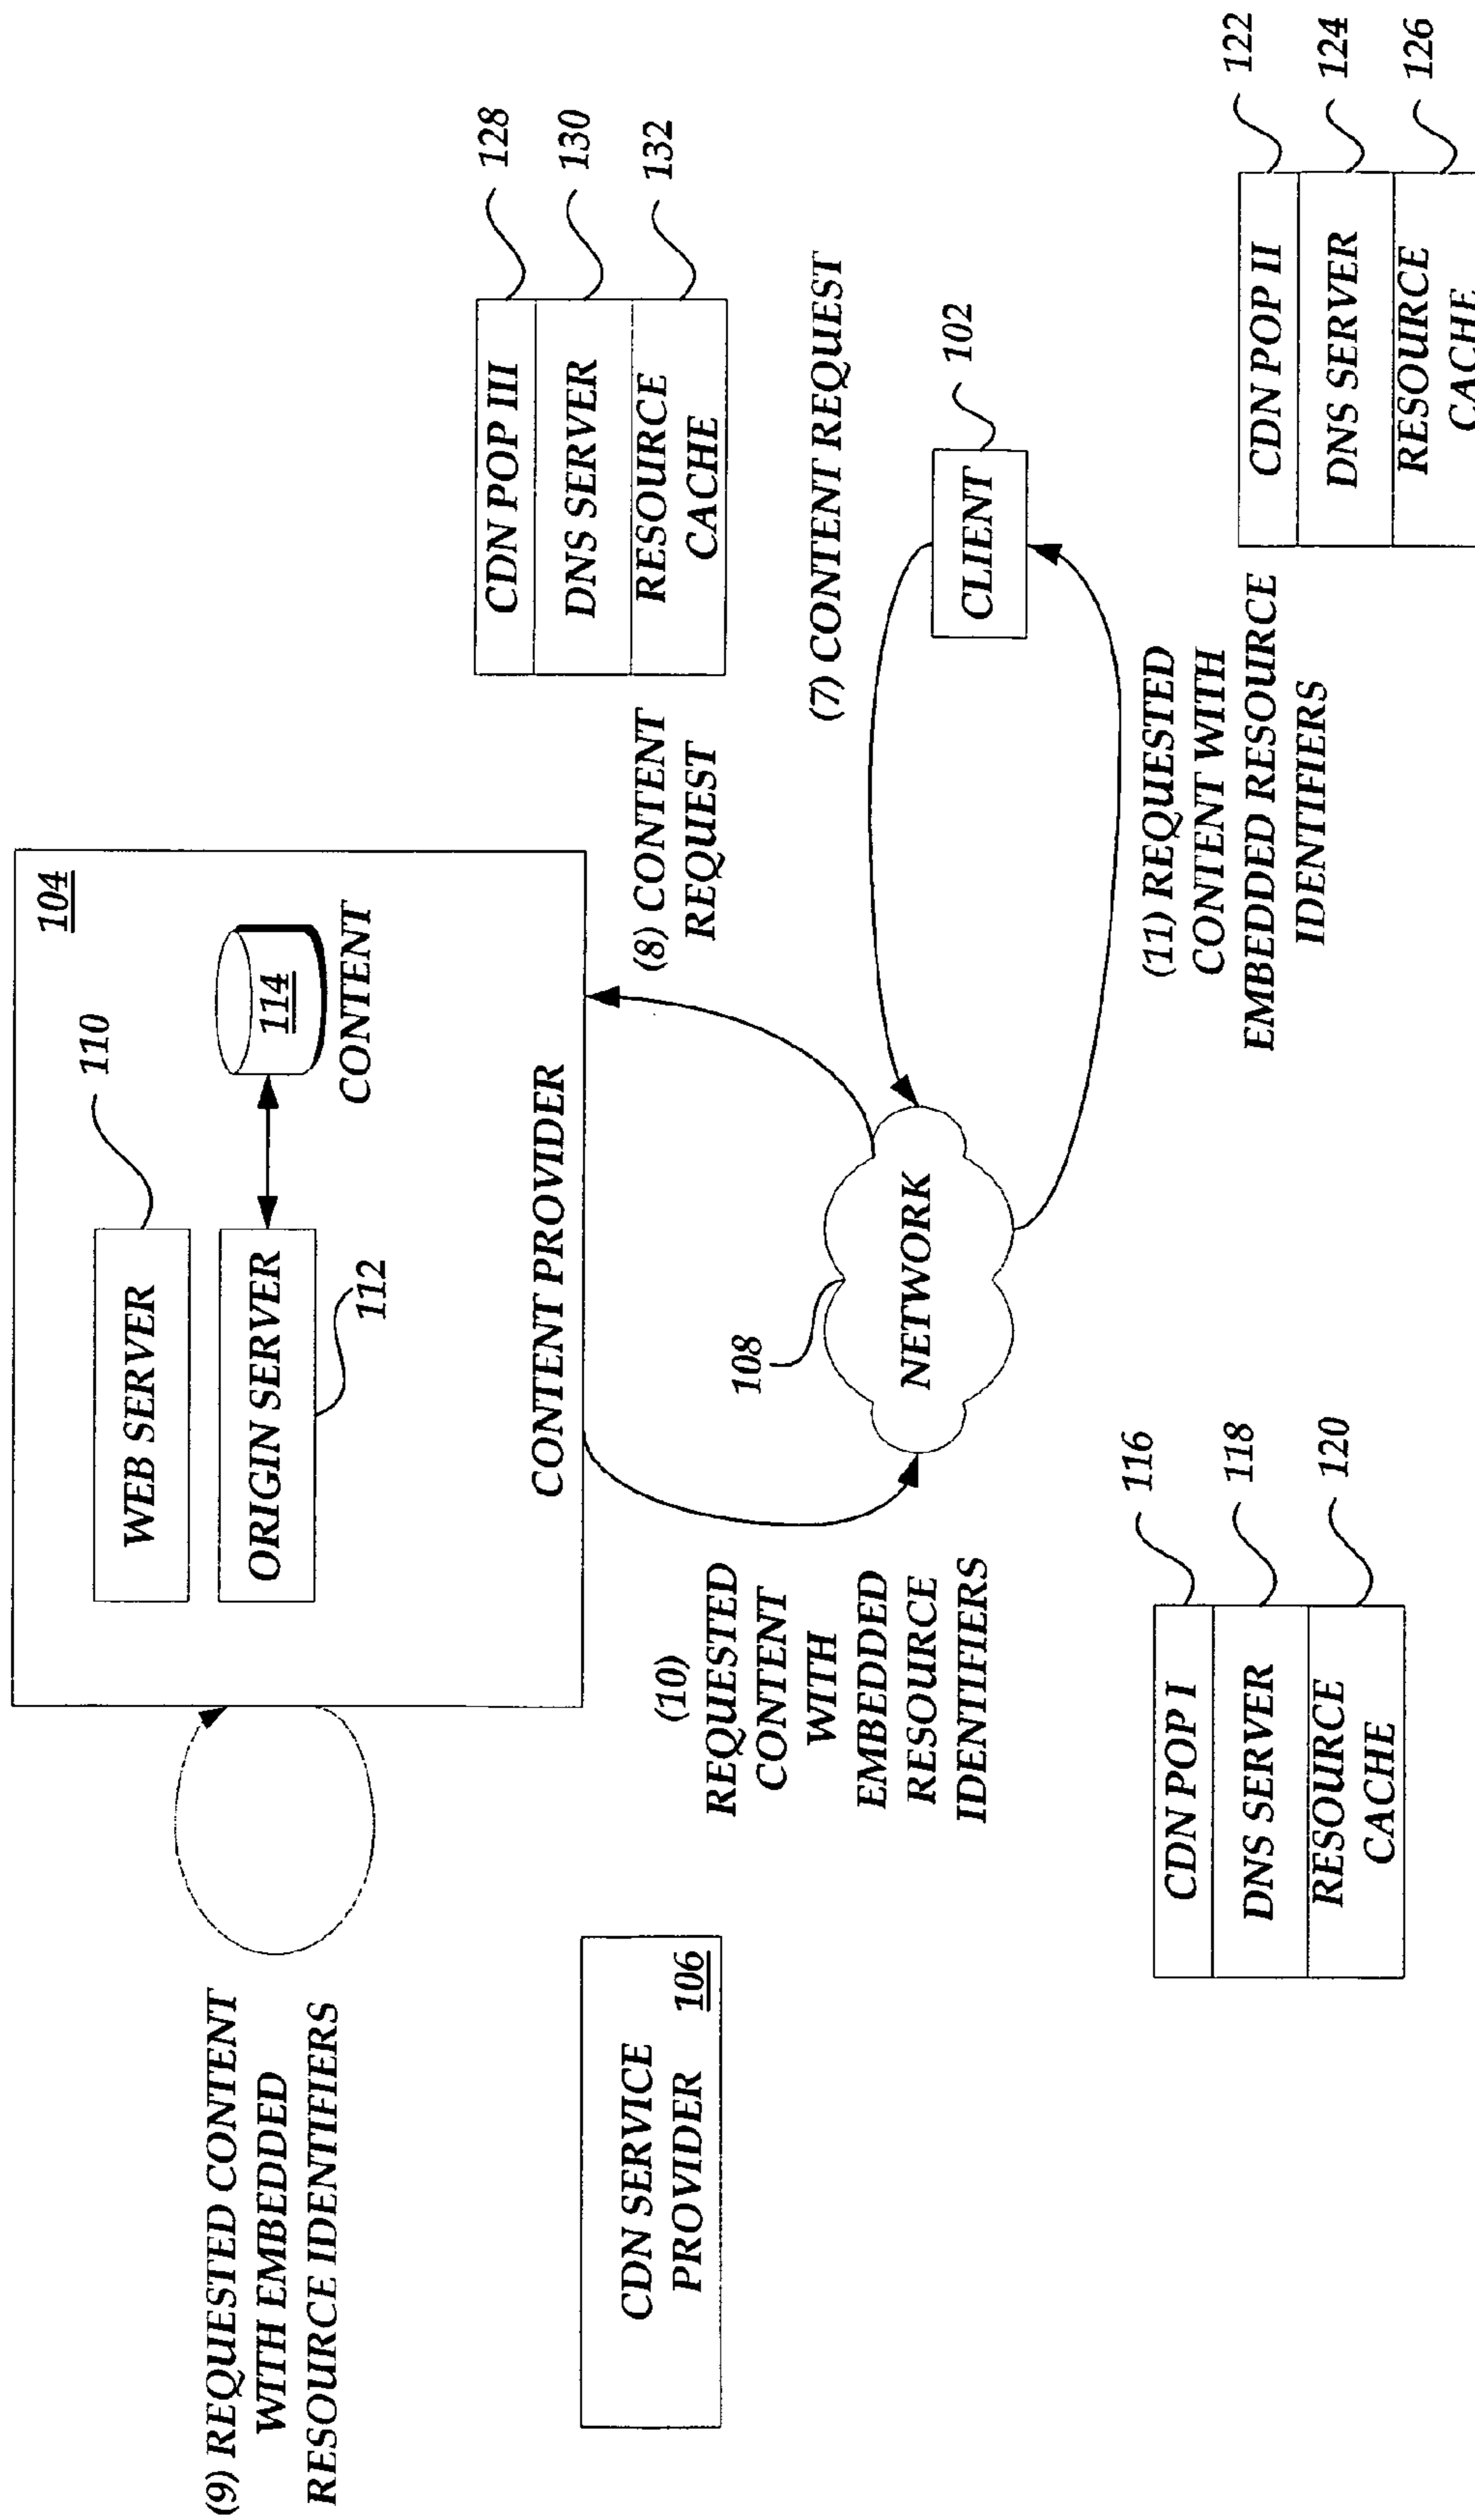 (9) REQUESTED CONTENT
WITH EMBEDDED
RESOURCE IDENTIFIERS
104
110
WEB SERVER
ORIGIN SERVER
112
114
CONTENT
CONTENT PROVIDER
CDN SERVICE
PROVIDER
106
(10)
REQUESTED
CONTENT
WITH
EMBEDDED
RESOURCE
IDENTIFIERS
108
NETWORK
(8) CONTENT
REQUEST
CDN POP III
DNS SERVER
RESOURCE
CACHE
128
130
132
(7) CONTENT REQUEST
CLIENT
102
(11) REQUESTED
CONTENT WITH
EMBEDDED RESOURCE
IDENTIFIERS
CDN POP I
DNS SERVER
RESOURCE
CACHE
116
118
120
CDN POP II
DNS SERVER
RESOURCE
CACHE
122
124
126